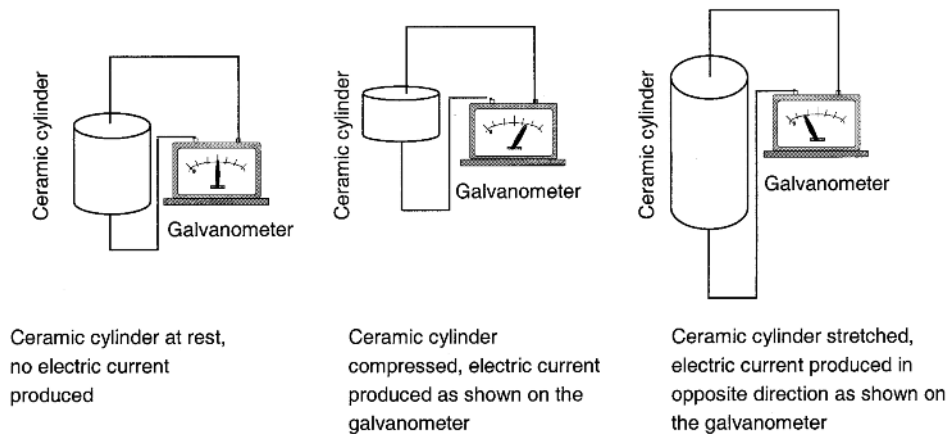 Ceramic cylinder
Galvanometer
Ceramic cylinder at rest,
no electric current
produced
Ceramic cylinder
Galvanometer
Ceramic cylinder
compressed, electric current
produced as shown on the
galvanometer
Ceramic cylinder
Galvanometer
Ceramic cylinder stretched,
electric current produced in
opposite direction as shown on
the galvanometer